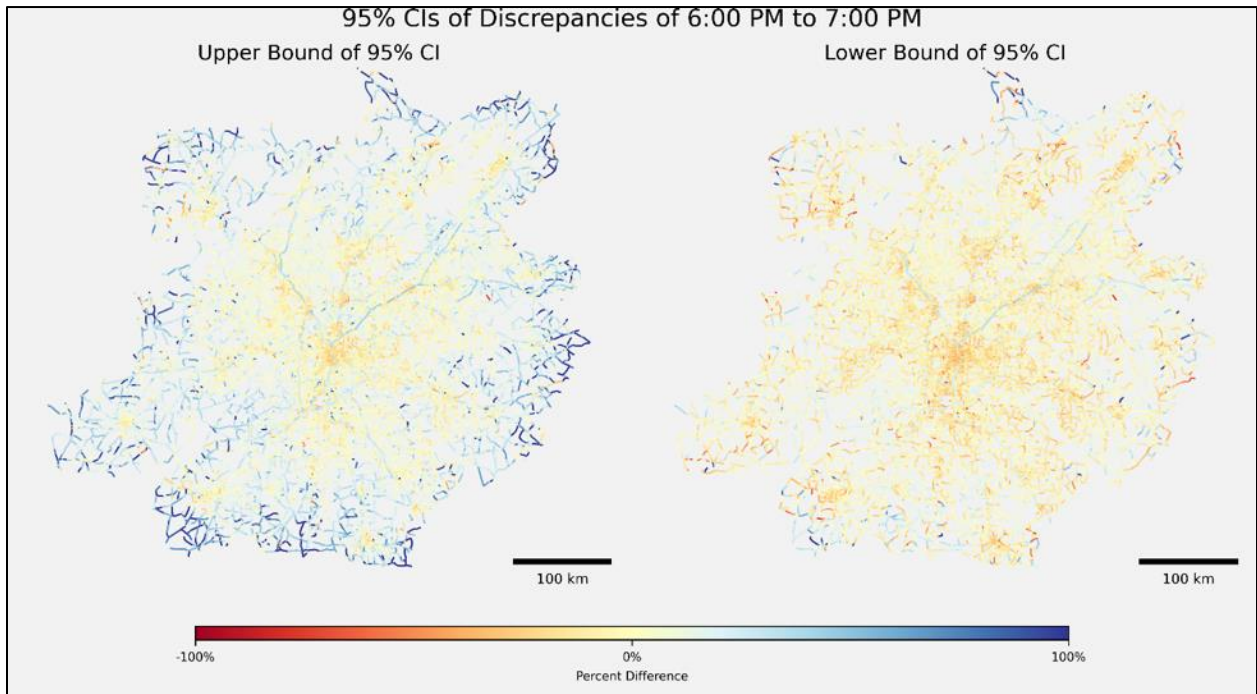 95% CIs of Discrepancies of 6:00 PM to 7:00 PM
Upper Bound of 95% CI
Lower Bound of 95% CI
100 km
100 km
-100%
0%
100%
Percent Difference